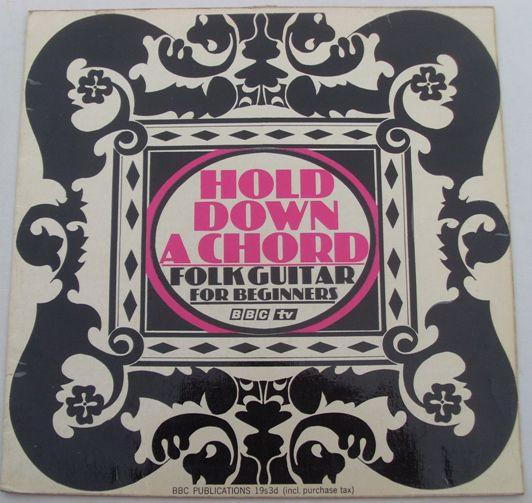 HOLD
DOWN
A CHORD
FOLK GUITAR
FOR BEGINNERS
BBC tv
BBC PUBLICATIONS 19s3d (incl. purchase tax)